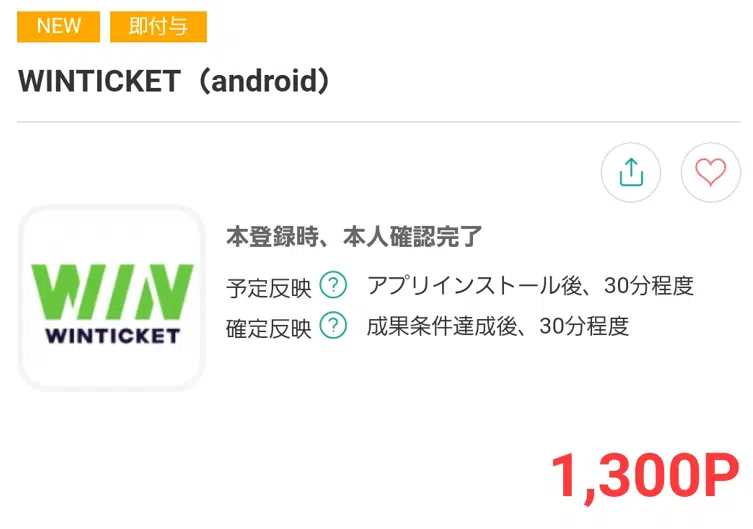 NEW 即付与
WINTICKET（android）
本登録時、本人確認完了
予定反映 ? アプリインストール後、30分程度
確定反映 ? 成果条件達成後、30分程度
WIN
WINTICKET
1,300P